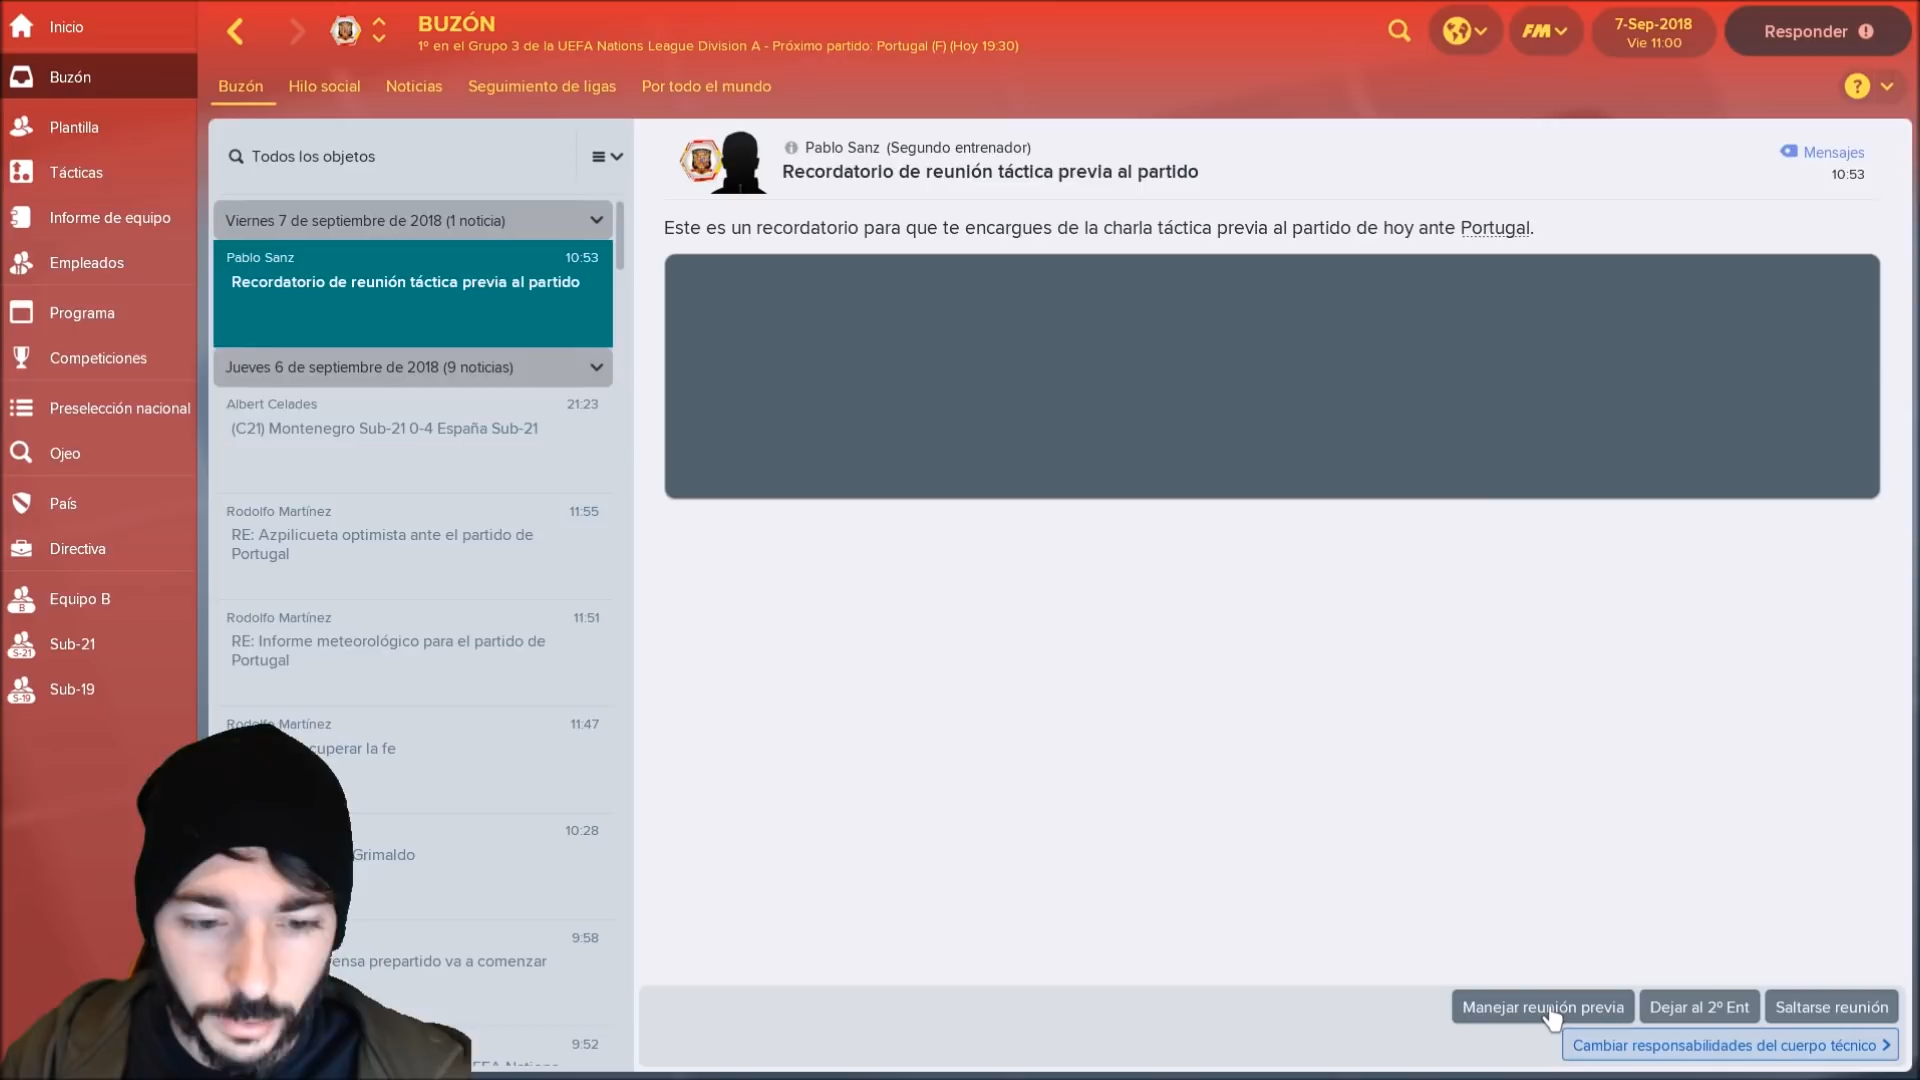 Inicio
Buzón
Plantilla
Tácticas
Informe de equipo
Empleados
Programa
Competiciones
Preselección nacional
Ojeo
País
Directiva
Equipo B
Sub-21
Sub-19
BUZÓN
1º en el Grupo 3 de la UEFA Nations League Division A - Próximo partido: Portugal (F) (Hoy 19:30)
FM
7-Sep-2018
Vie 11:00
Responder
Buzón
Hilo social
Noticias
Seguimiento de ligas
Por todo el mundo
?
Todos los objetos
Viernes 7 de septiembre de 2018 (1 noticia)
Pablo Sanz 10:53
Recordatorio de reunión táctica previa al partido
Jueves 6 de septiembre de 2018 (9 noticias)
Albert Celades 21:23
(C21) Montenegro Sub-21 0-4 España Sub-21
Rodolfo Martínez 11:55
RE: Azpilicueta optimista ante el partido de
Portugal
Rodolfo Martínez 11:51
RE: Informe meteorológico para el partido de
Portugal
Rodolfo Martínez 11:47
cuperar la fe
10:28
Grimaldo
9:58
ensa prepartido va a comenzar
9:52
Pablo Sanz (Segundo entrenador)
Recordatorio de reunión táctica previa al partido
Mensajes
10:53
Este es un recordatorio para que te encargues de la charla táctica previa al partido de hoy ante Portugal.
Manejar reunión previa
Dejar al 2º Ent
Saltarse reunión
Cambiar responsabilidades del cuerpo técnico